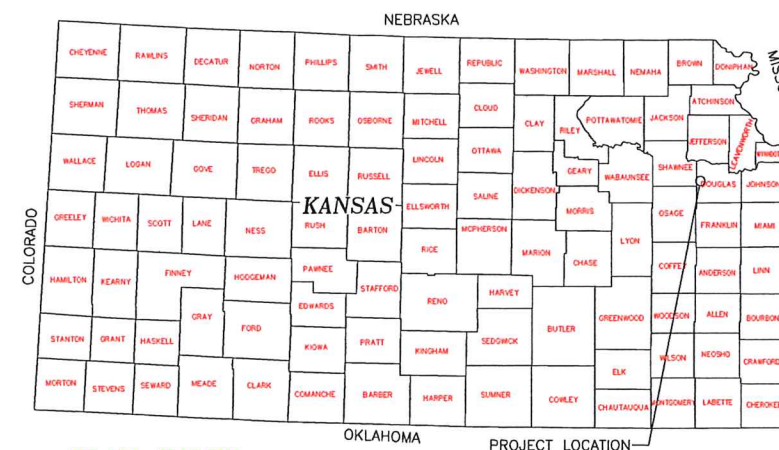 NEBRASKA
CHEYENNE
RAWLINS
DECATUR
NORTON
PHILLIPS
SMITH
JEWELL
REPUBLIC
WASHINGTON
MARSHALL
NEMAHA
BROWN
DONIPHAN
SHERMAN
THOMAS
SHERIDAN
GRAHAM
ROOKS
OSBORNE
MITCHELL
CLOUD
CLAY
RILEY
POTTAWATOMIE
JACKSON
ATCHINSON
JEFFERSON
LEAVENWORTH
WALLACE
LOGAN
GOVE
TREGO
ELLIS
RUSSELL
LINCOLN
OTTAWA
DICKENSON
GEARY
WABAUNSEE
SHAWNEE
DOUGLAS
JOHNSON
COLORADO
GREELEY
WICHITA
SCOTT
LANE
NESS
KANSAS
RUSH
BARTON
ELLSWORTH
SALINE
MCPHERSON
RICE
MARION
MORRIS
CHASE
LYON
OSAGE
FRANKLIN
MIAMI
HAMILTON
KEARNY
FINNEY
HODGEMAN
PAWNEE
STAFFORD
RENO
HARVEY
COFFEY
ANDERSON
LINN
GRAY
FORD
EDWARDS
KIOWA
PRATT
KINGHAM
SEDGWICK
BUTLER
GREENWOOD
WOODSON
ALLEN
BOURBON
STANTON
GRANT
HASKELL
ELK
WILSON
NEOSHO
CRAWFORD
MORTON
STEVENS
SEWARD
MEADE
CLARK
COMANCHE
BARBER
HARPER
SUMNER
COWLEY
CHAUTAUQUA
MONTGOMERY
LABETTE
CHEROKEE
OKLAHOMA
PROJECT LOCATION